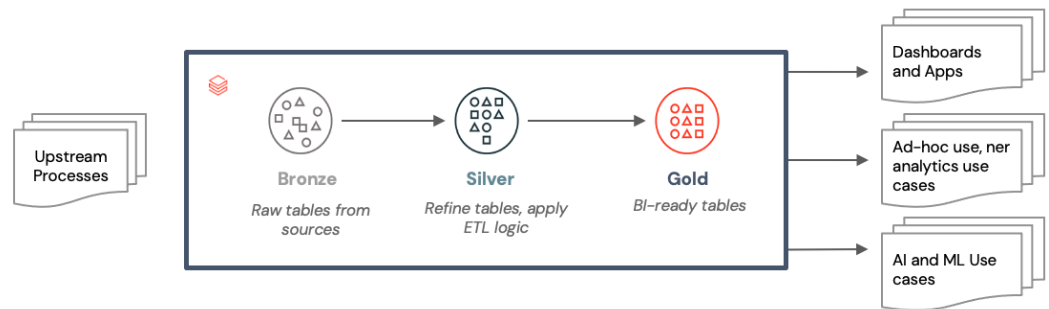 Upstream
Processes
Bronze
Raw tables from
sources
Silver
Refine tables, apply
ETL logic
Gold
BI-ready tables
Dashboards
and Apps
Ad-hoc use, ner
analytics use
cases
AI and ML Use
cases